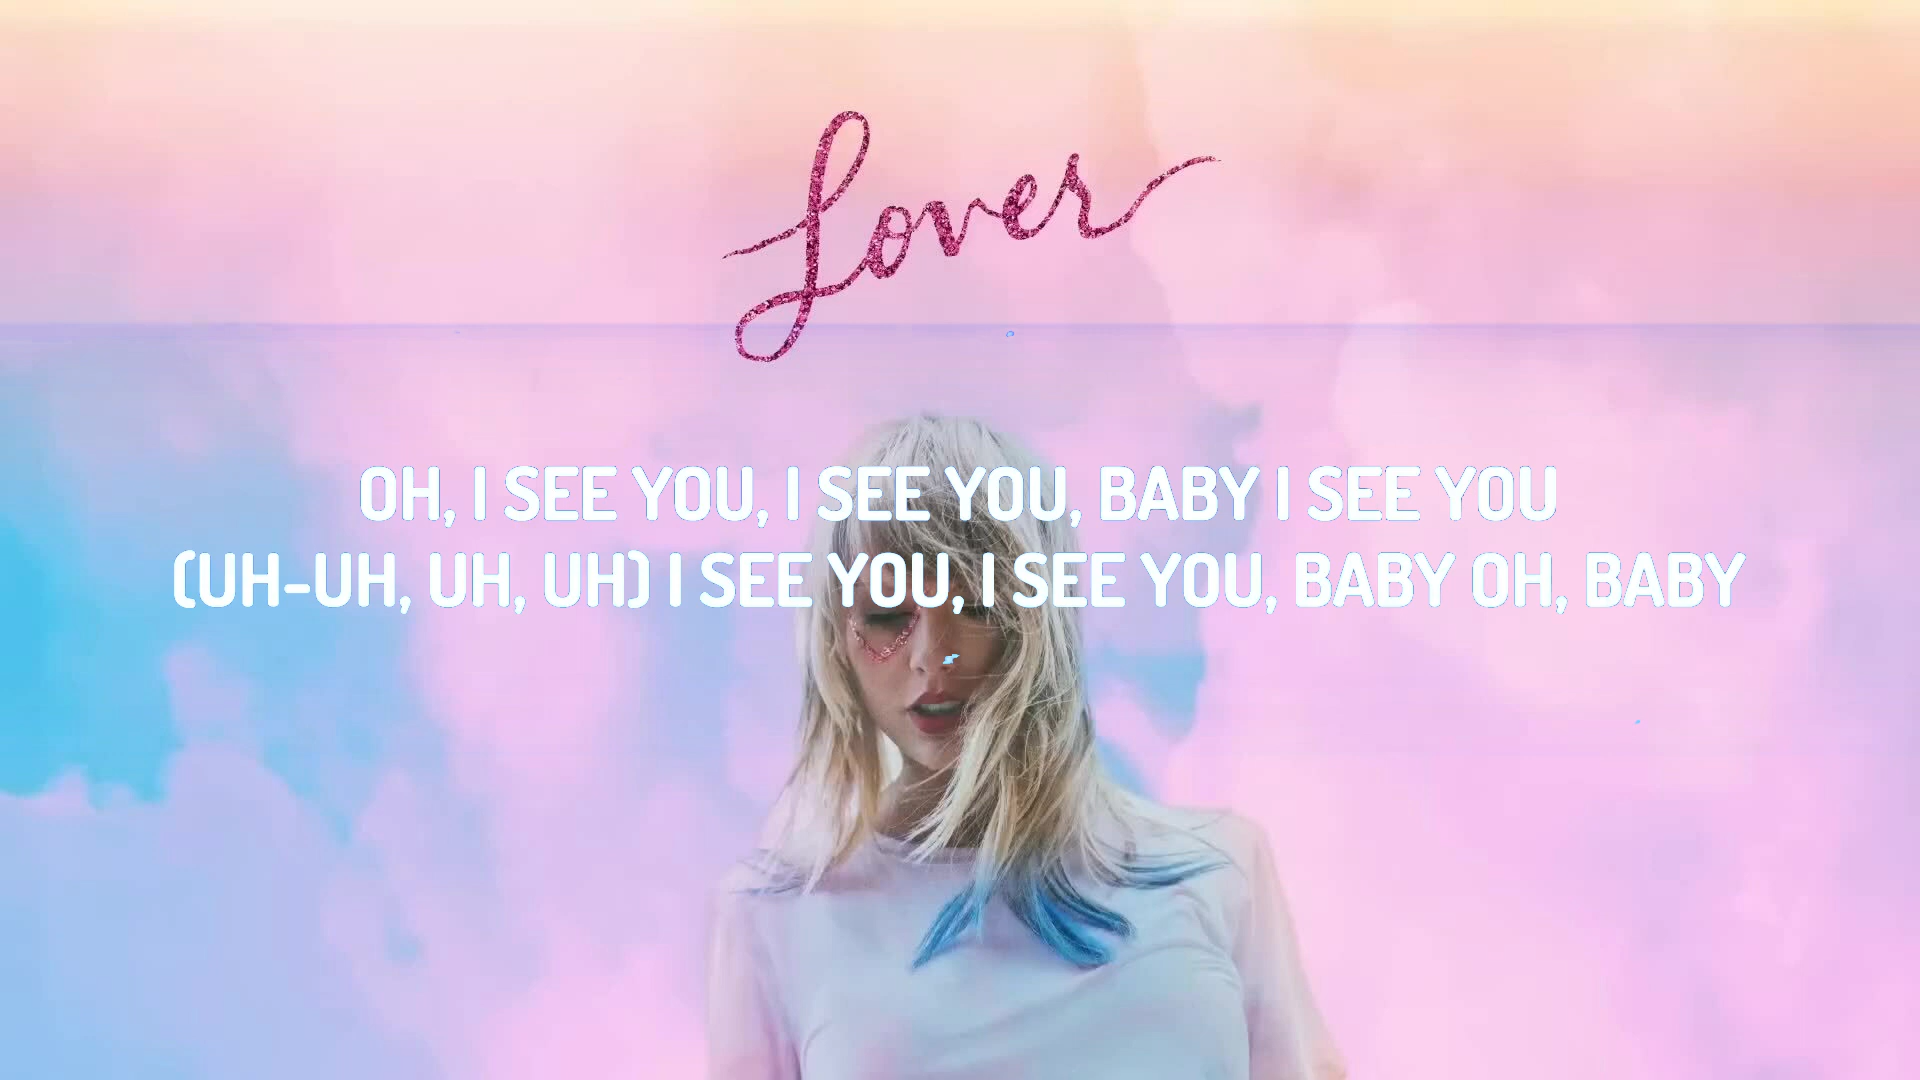 Lover
OH, I SEE YOU, I SEE YOU, BABY I SEE YOU
(UH-UH, UH, UH) I SEE YOU, I SEE YOU, BABY OH, BABY